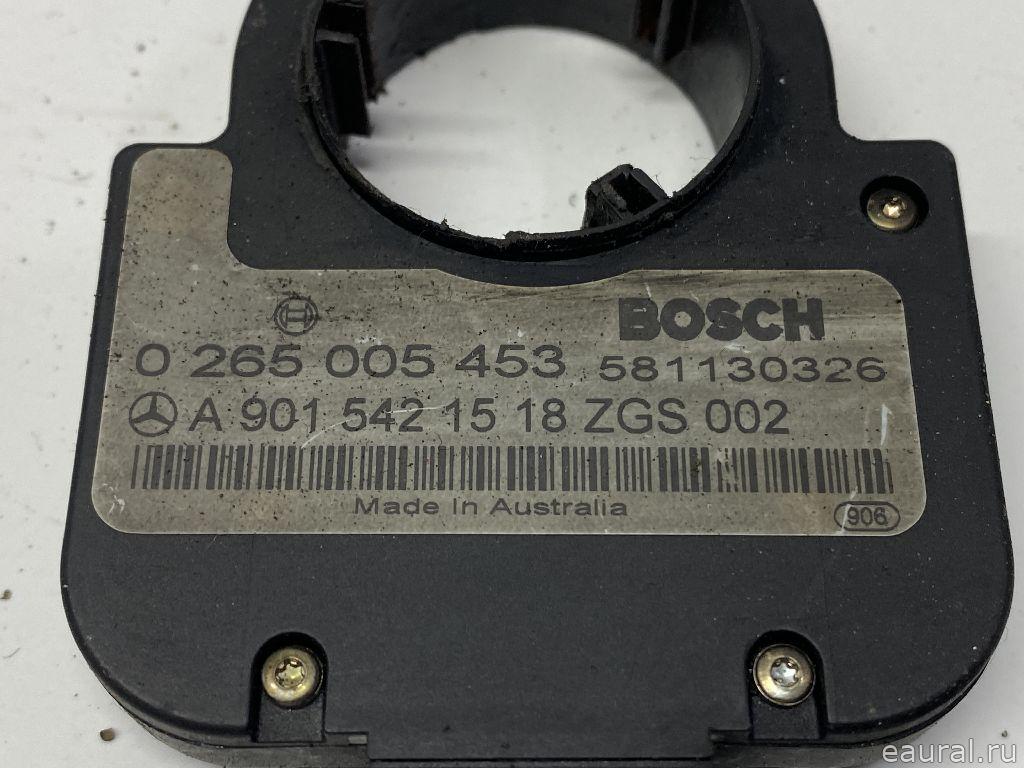 BOSCH
0 265 005 453 581130326
A 901 542 15 18 ZGS 002
Made In Australia
906
eaural.ru